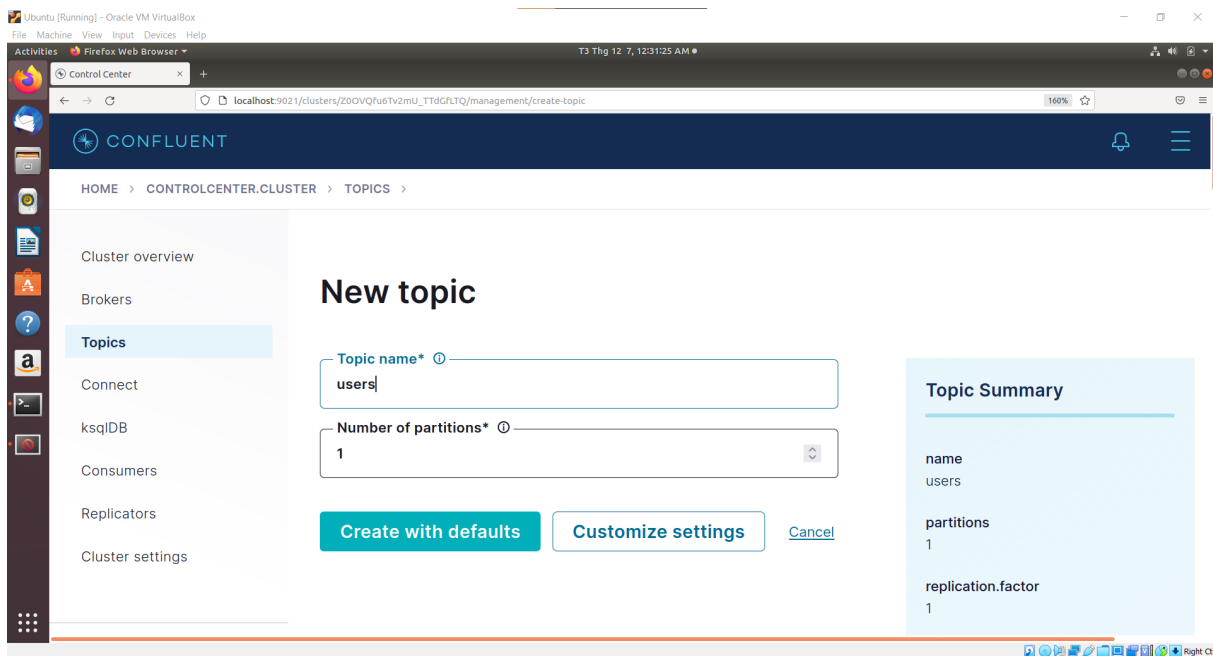 Ubuntu [Running] - Oracle VM VirtualBox
File Machine View Input Devices Help
Activities Firefox Web Browser T3 Thg 12 7, 12:31:25 AM
Control Center
localhost:9021/clusters/Z0OVQfu6Tv2mU_TTdGfLTQ/management/create-topic 160%
CONFLUENT
HOME > CONTROLCENTER.CLUSTER > TOPICS >
Cluster overview
Brokers
Topics
Connect
ksqlDB
Consumers
Replicators
Cluster settings
New topic
Topic name*
users
Number of partitions*
1
Create with defaults Customize settings Cancel
Topic Summary
name
users
partitions
1
replication.factor
1
Right Ct